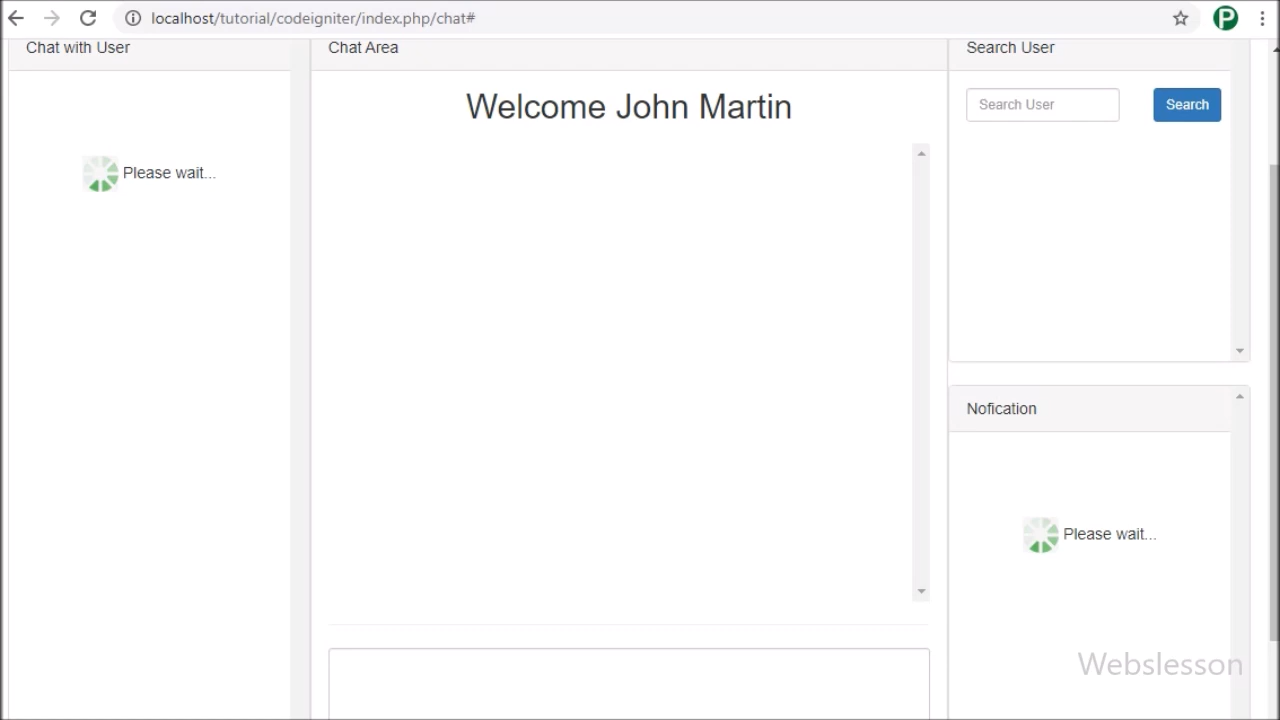 localhost/tutorial/codeigniter/index.php/chat#
P
Chat with User
Please wait...
Chat Area
Welcome John Martin
Search User
Search User
Search
Nofication
Please wait...
Webslesson